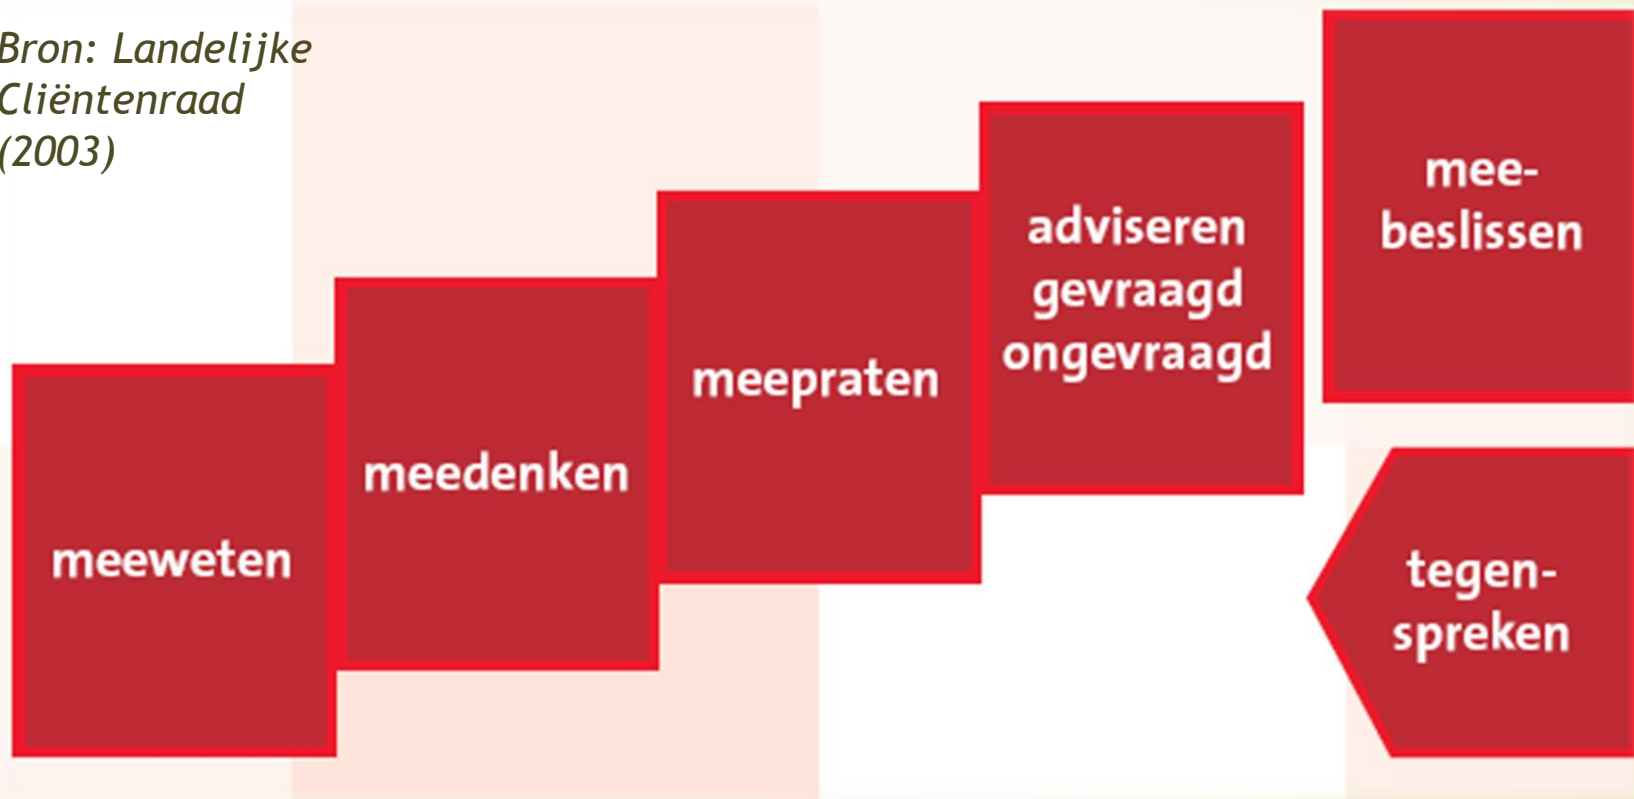 Bron: Landelijke
Cliëntenraad
(2003)
meeweten
meedenken
meepraten
adviseren
gevraagd
ongevraagd
mee-
beslissen
tegen-
spreken